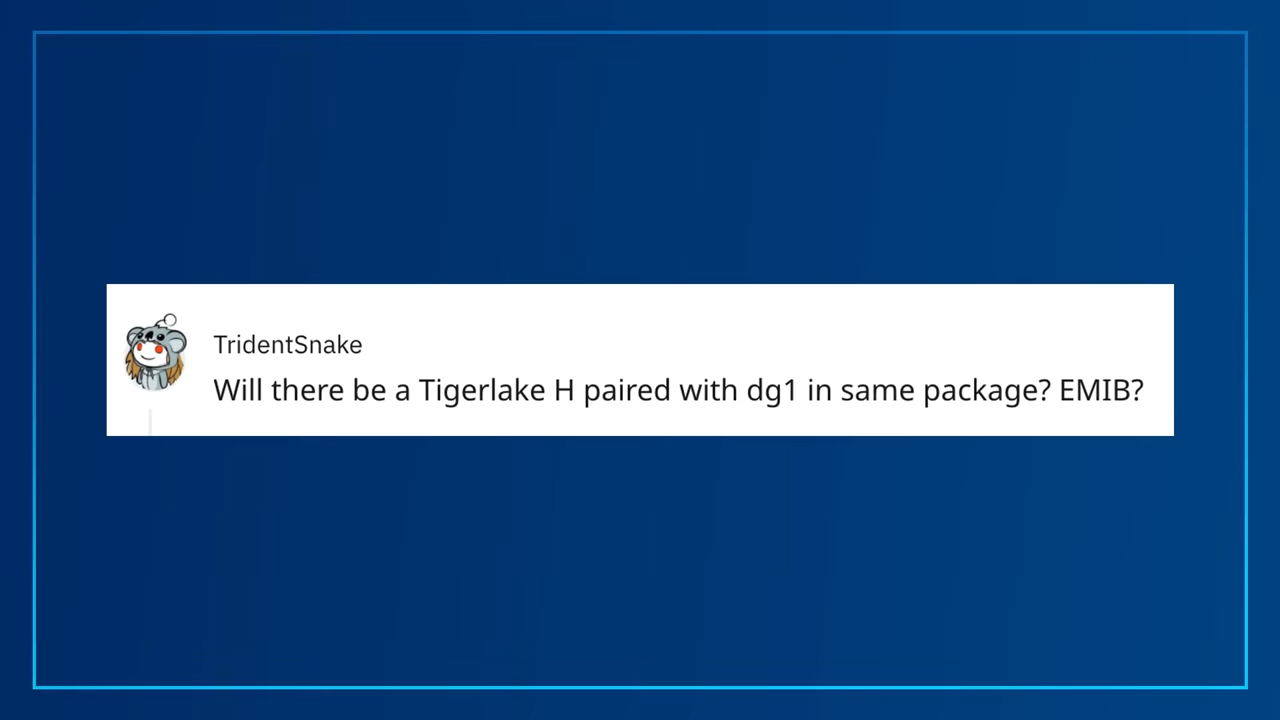 TridentSnake
Will there be a Tigerlake H paired with dg1 in same package? EMIB?